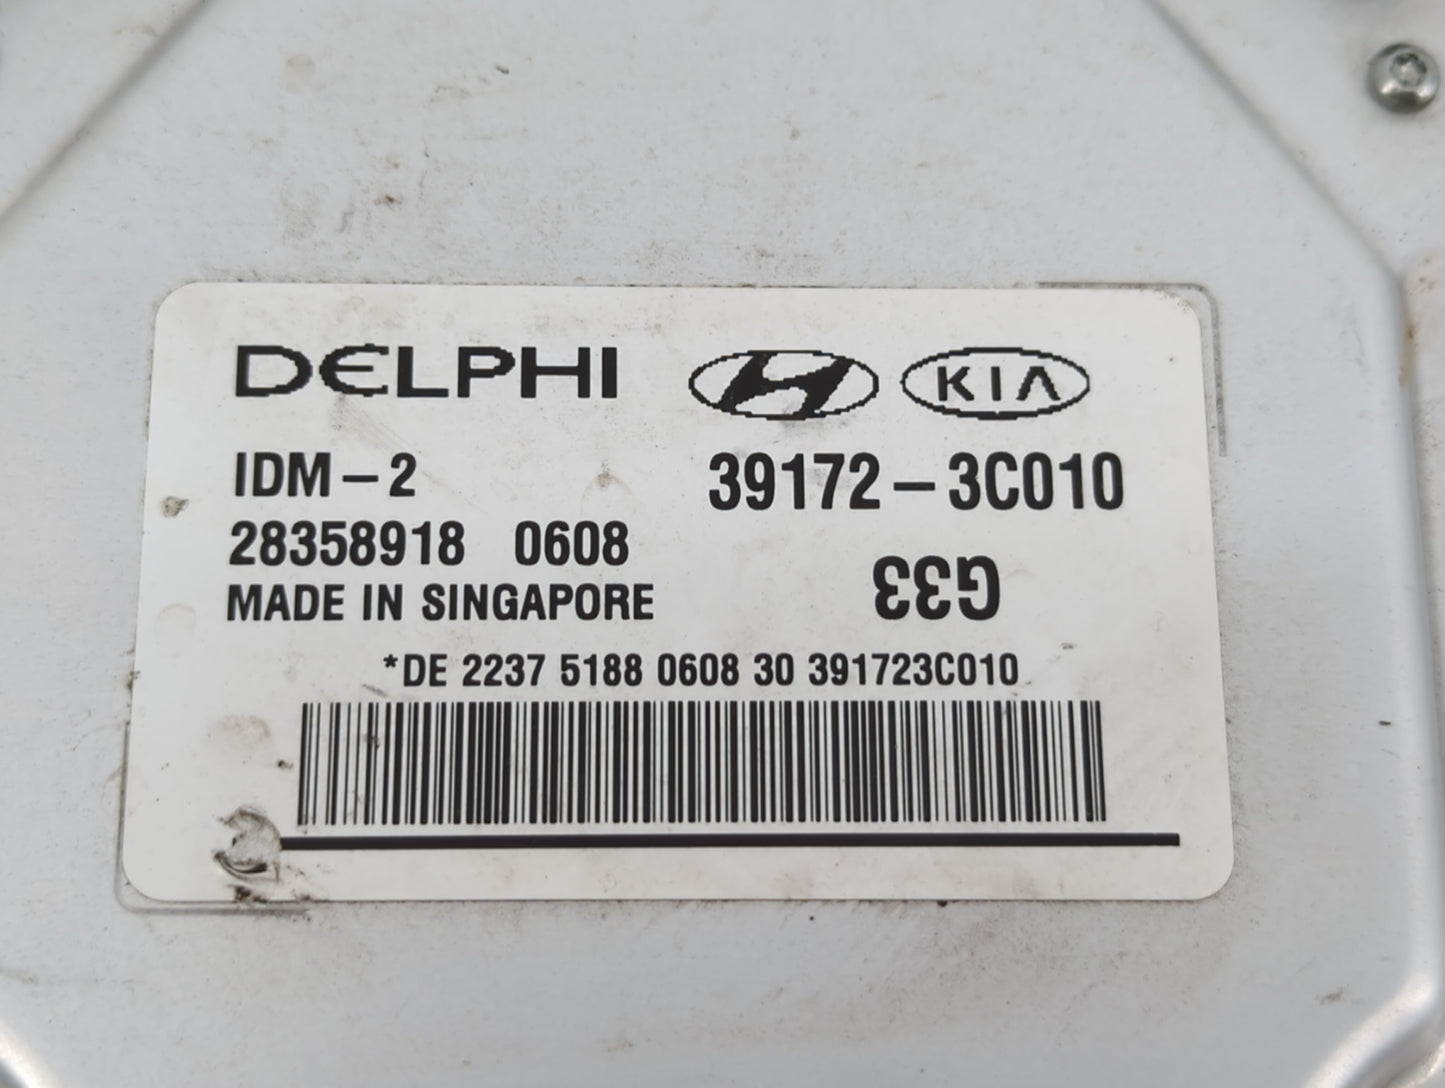 DELPHI KIA
IDM-2 39172-3C010
28358918 0608
G33
MADE IN SINGAPORE
*DE 2237 5188 0608 30 391723C010